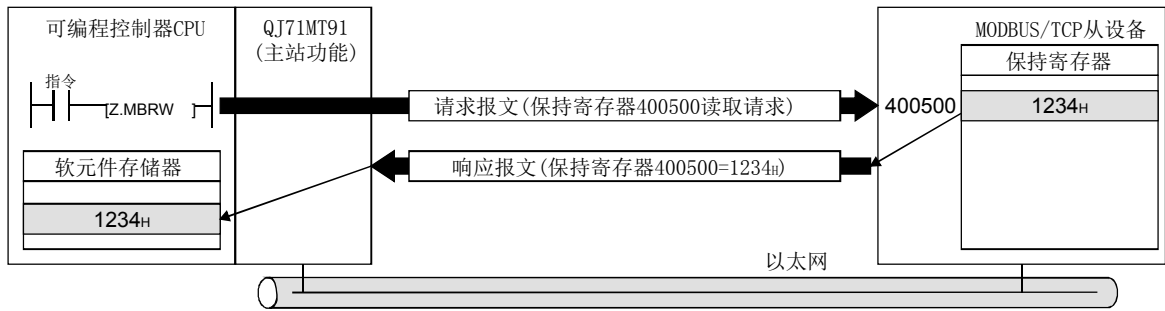 可编程控制器CPU
QJ71MT91
(主站功能)
MODBUS/TCP从设备
保持寄存器
指令
[Z.MBRW ]
请求报文(保持寄存器400500读取请求)
400500
1234H
软元件存储器
响应报文(保持寄存器400500=1234H)
1234H
以太网